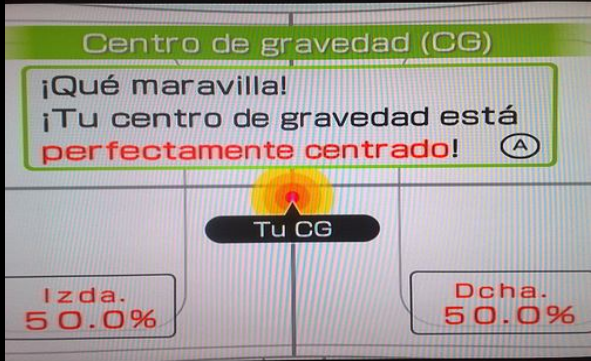 Centro de gravedad (CG)
¡Qué maravilla!
¡Tu centro de gravedad está
perfectamente centrado!
A
Tu CG
Izda.
50.0%
Dcha.
50.0%